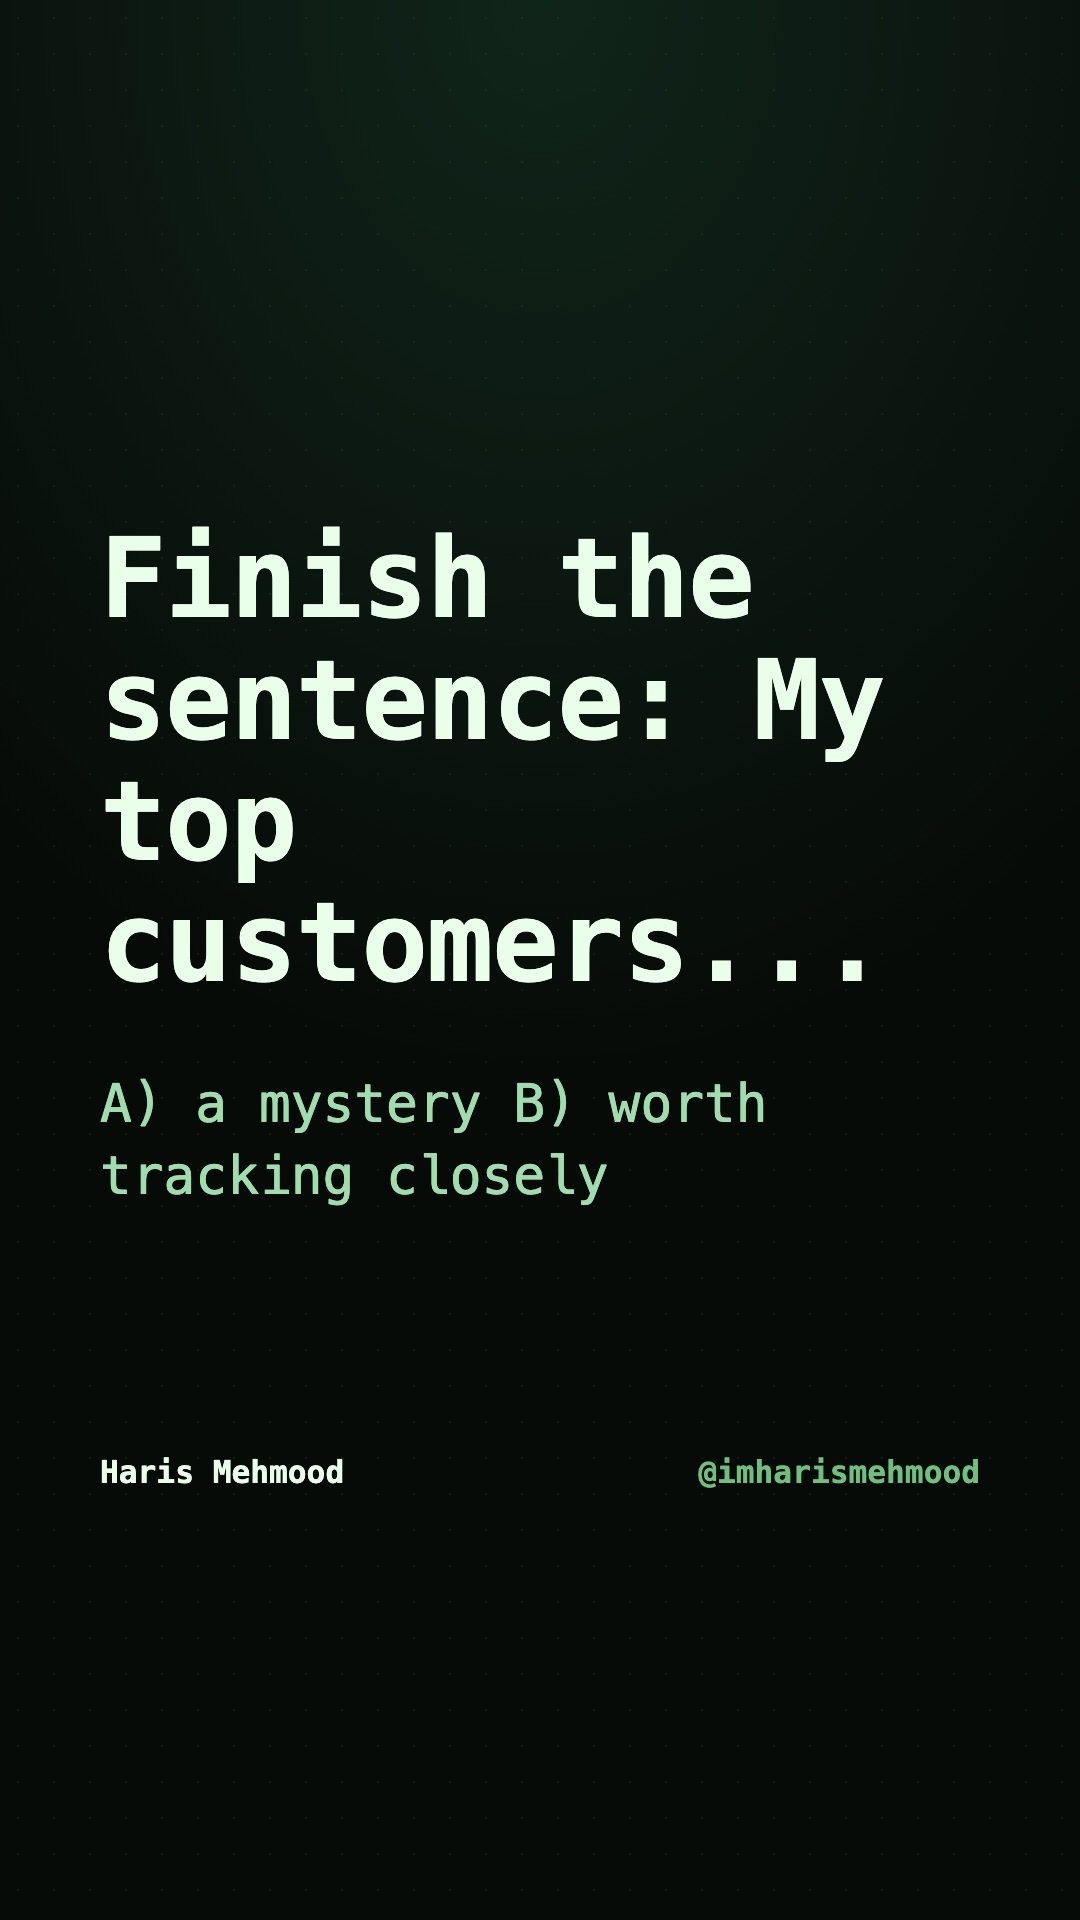 Finish the
sentence: My
top
customers...
A) a mystery B) worth
tracking closely
Haris Mehmood
@imharismehmood